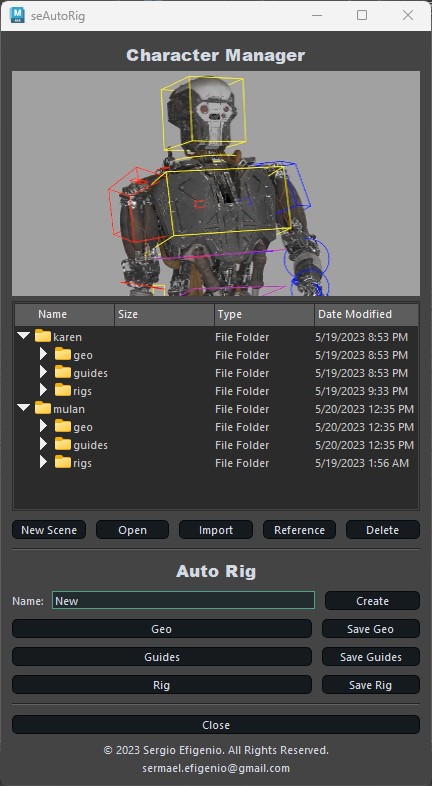 M
seAutoRig
Character Manager
Name Size Type Date Modified
karen File Folder 5/19/2023 8:53 PM
geo File Folder 5/19/2023 8:53 PM
guides File Folder 5/19/2023 8:53 PM
rigs File Folder 5/19/2023 9:33 PM
mulan File Folder 5/20/2023 12:35 PM
geo File Folder 5/20/2023 12:35 PM
guides File Folder 5/20/2023 12:35 PM
rigs File Folder 5/19/2023 1:56 AM
New Scene Open Import Reference Delete
Auto Rig
Name: New Create
Geo Save Geo
Guides Save Guides
Rig Save Rig
Close
© 2023 Sergio Efigenio. All Rights Reserved.
sermael.efigenio@gmail.com